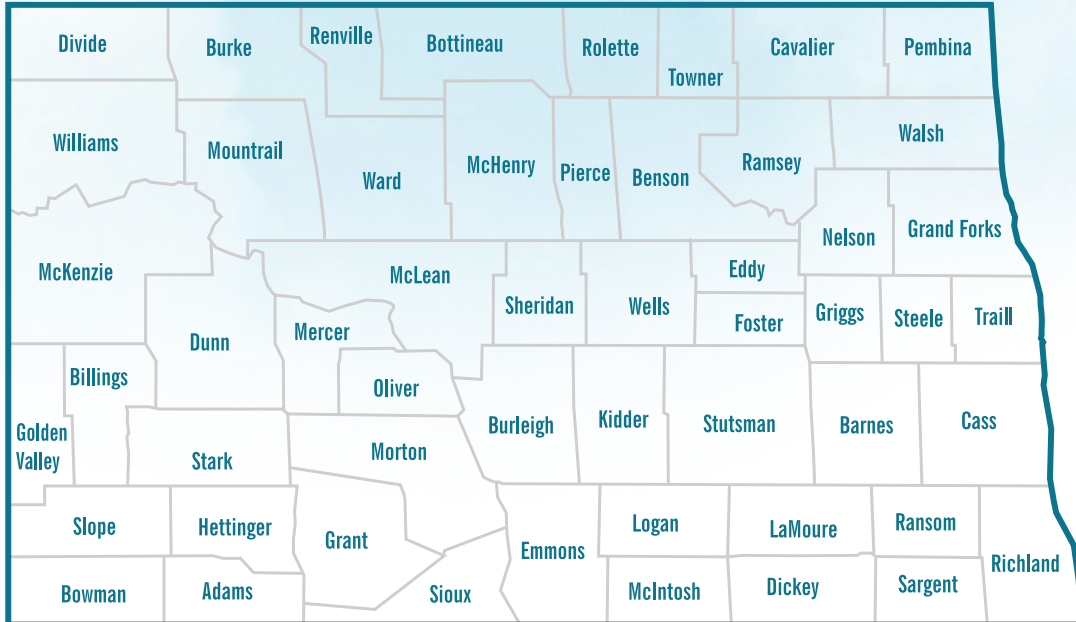 Divide
Burke
Renville
Bottineau
Rolette
Towner
Cavalier
Pembina
Williams
Mountrail
Ward
McHenry
Pierce
Benson
Ramsey
Walsh
McKenzie
Dunn
McLean
Mercer
Oliver
Sheridan
Wells
Eddy
Foster
Nelson
Grand Forks
Griggs
Steele
Traill
Billings
Golden
Valley
Stark
Morton
Burleigh
Kidder
Stutsman
Barnes
Cass
Slope
Hettinger
Grant
Emmons
Logan
LaMoure
Ransom
Richland
Bowman
Adams
Sioux
McIntosh
Dickey
Sargent